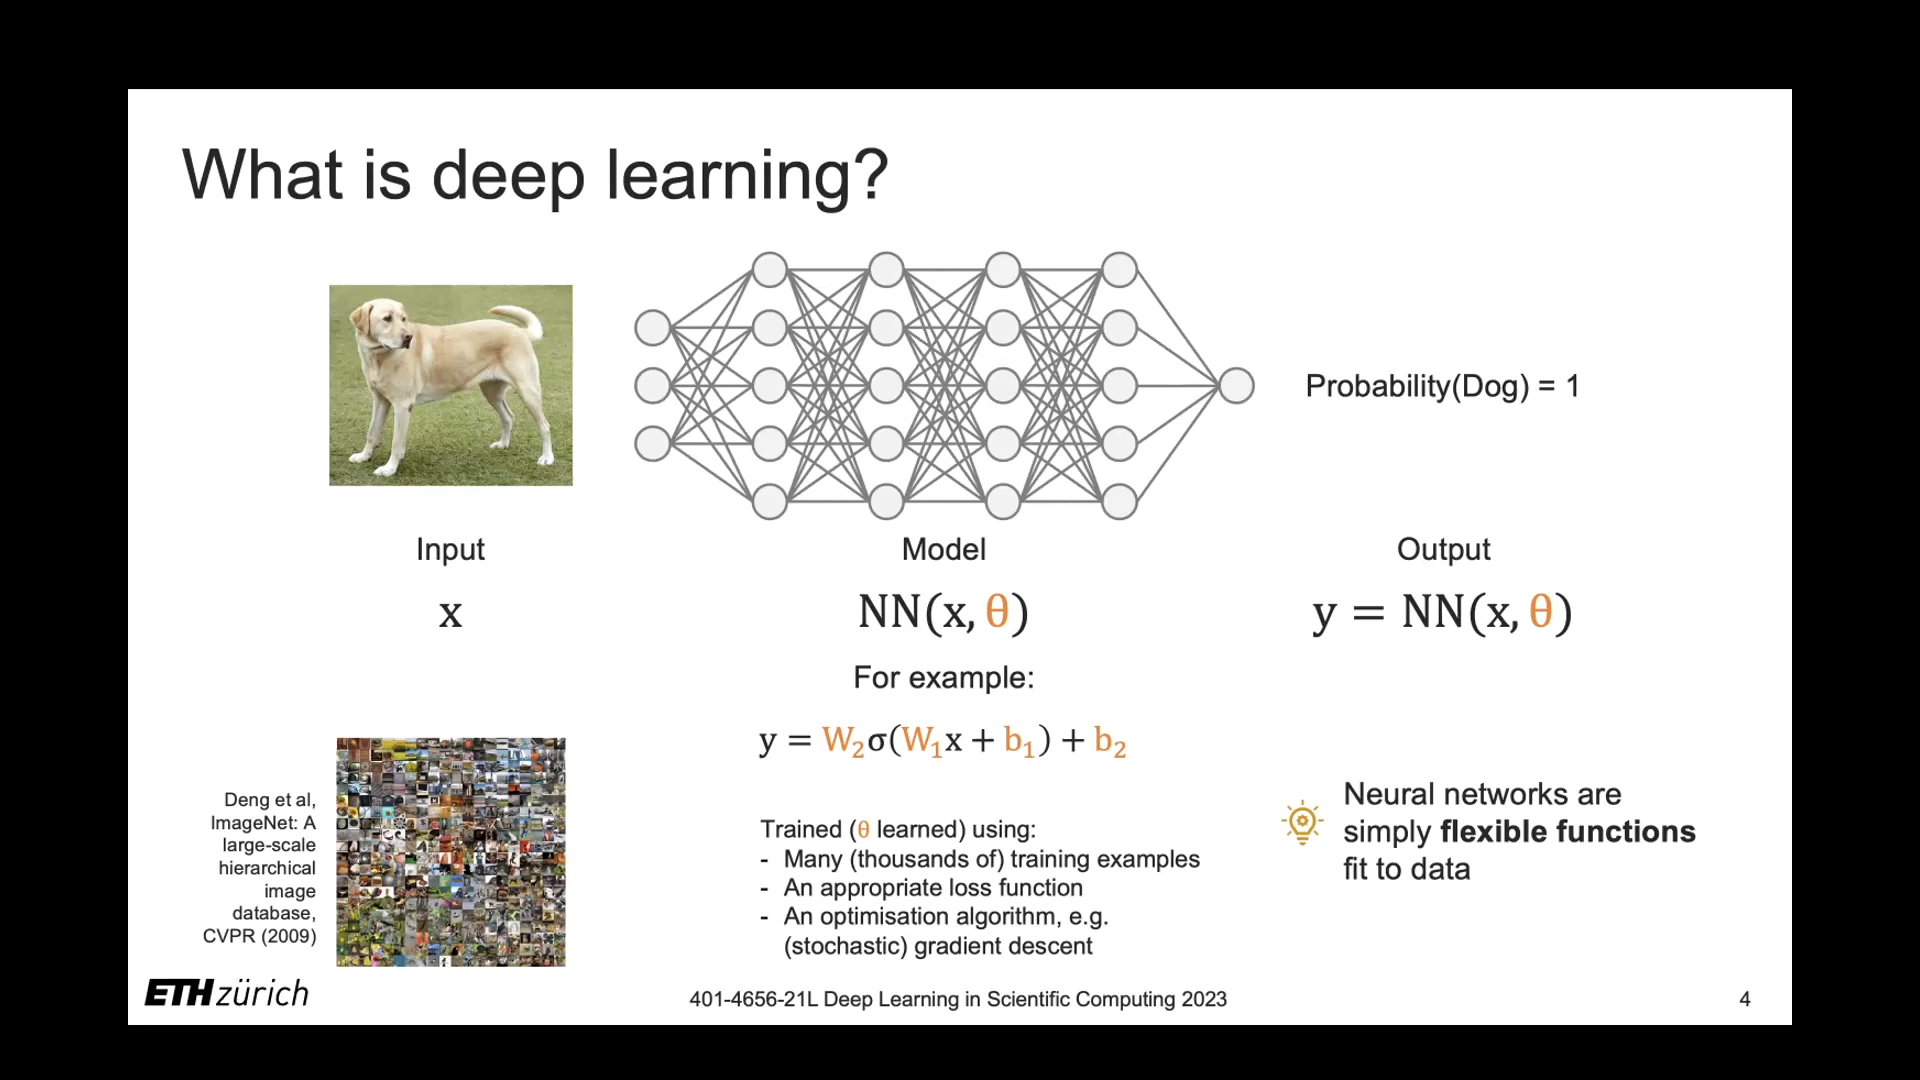 What is deep learning?
Probability(Dog) = 1
Input
Model
Output
x
NN(x, θ)
y = NN(x, θ)
For example:
y = W₂σ(W₁x + b₁) + b₂
Deng et al,
ImageNet: A
large-scale
hierarchical
image
database,
CVPR (2009)
Trained (θ learned) using:
- Many (thousands of) training examples
- An appropriate loss function
- An optimisation algorithm, e.g.
(stochastic) gradient descent
Neural networks are
simply flexible functions
fit to data
ETH zürich
401-4656-21L Deep Learning in Scientific Computing 2023
4